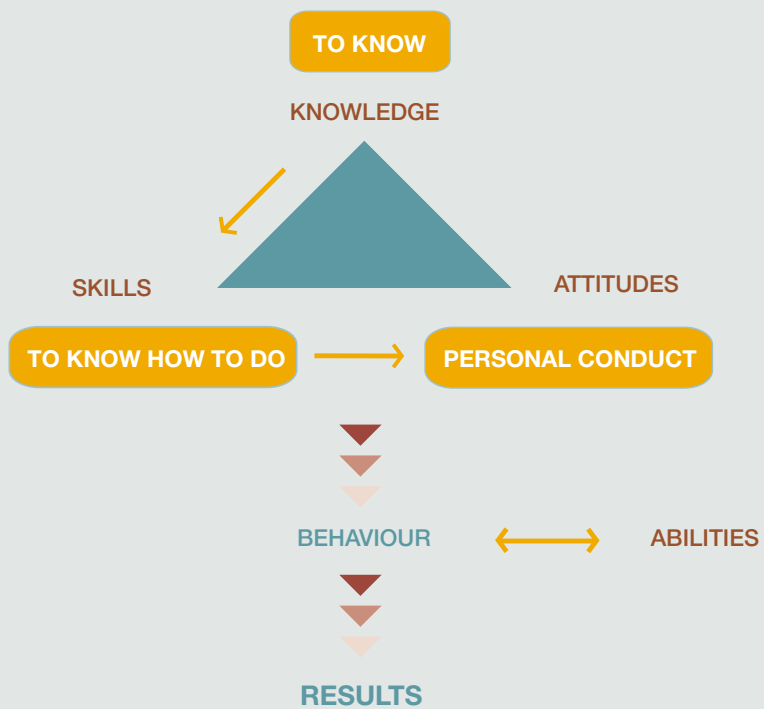 TO KNOW
KNOWLEDGE
SKILLS
ATTITUDES
TO KNOW HOW TO DO
PERSONAL CONDUCT
BEHAVIOUR
ABILITIES
RESULTS